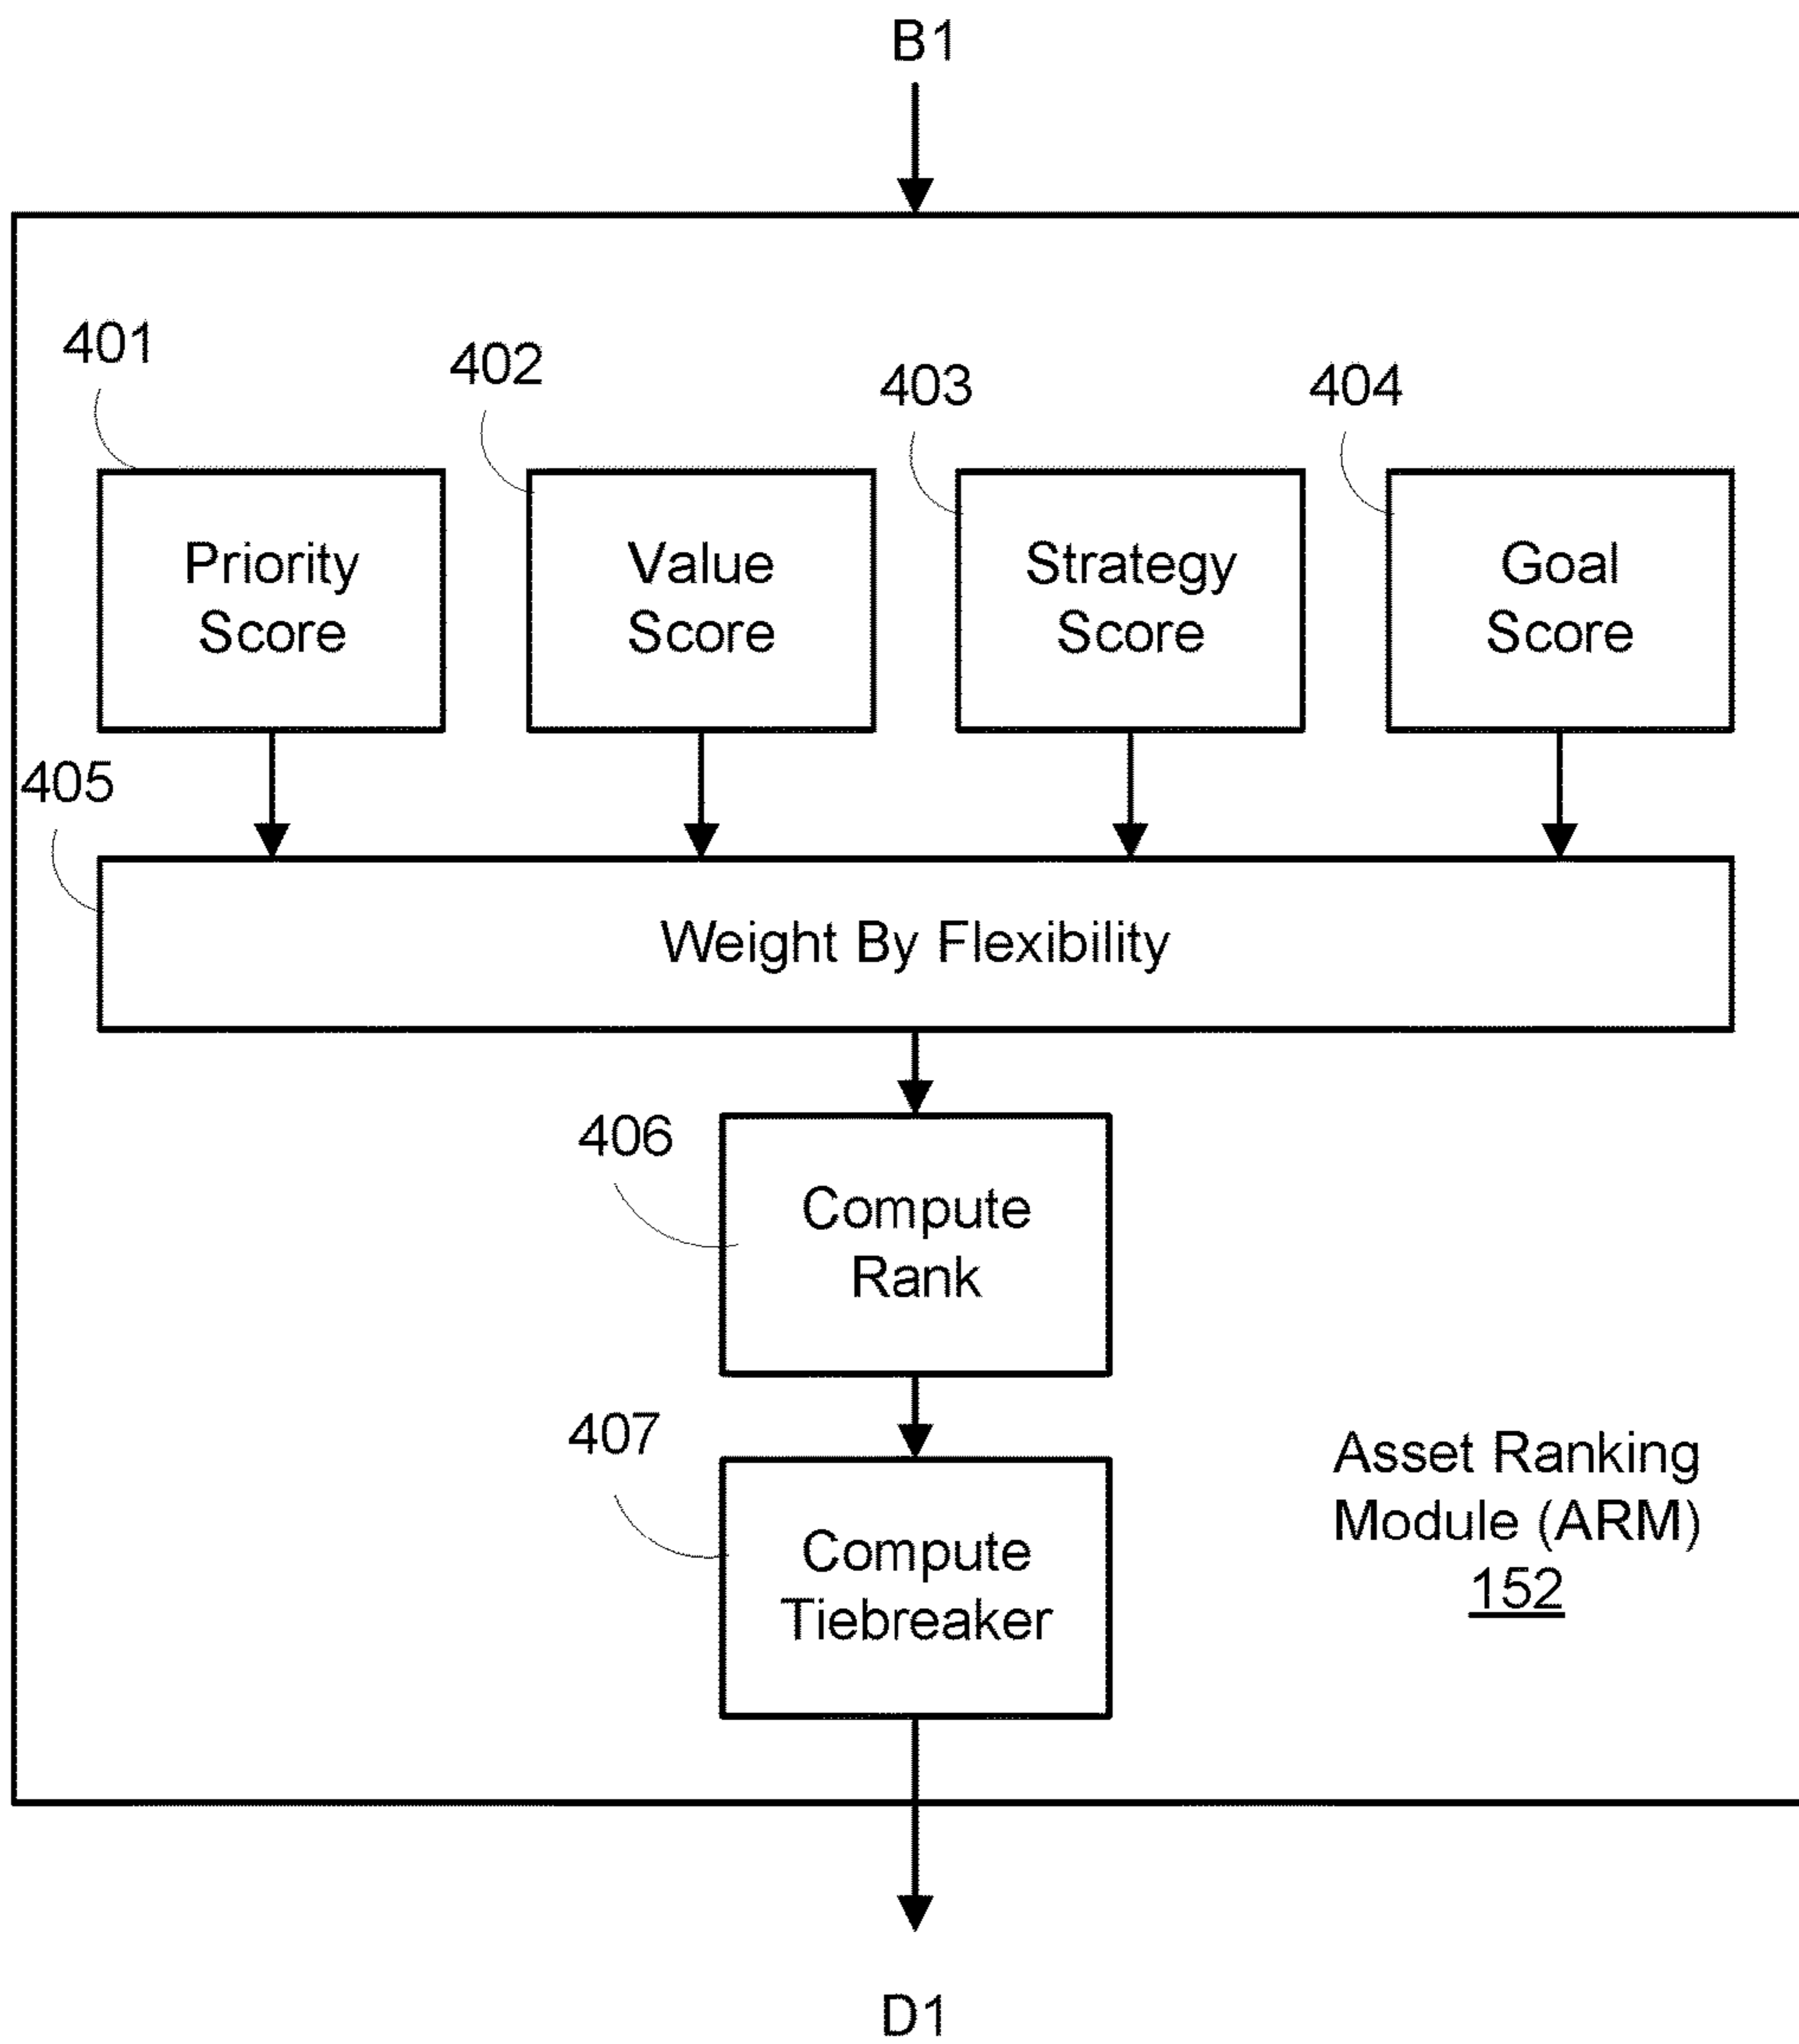 B1
401
402
403
404
Priority
Score
Value
Score
Strategy
Score
Goal
Score
405
Weight By Flexibility
406
Compute
Rank
407
Compute
Tiebreaker
Asset Ranking
Module (ARM)
152
D1